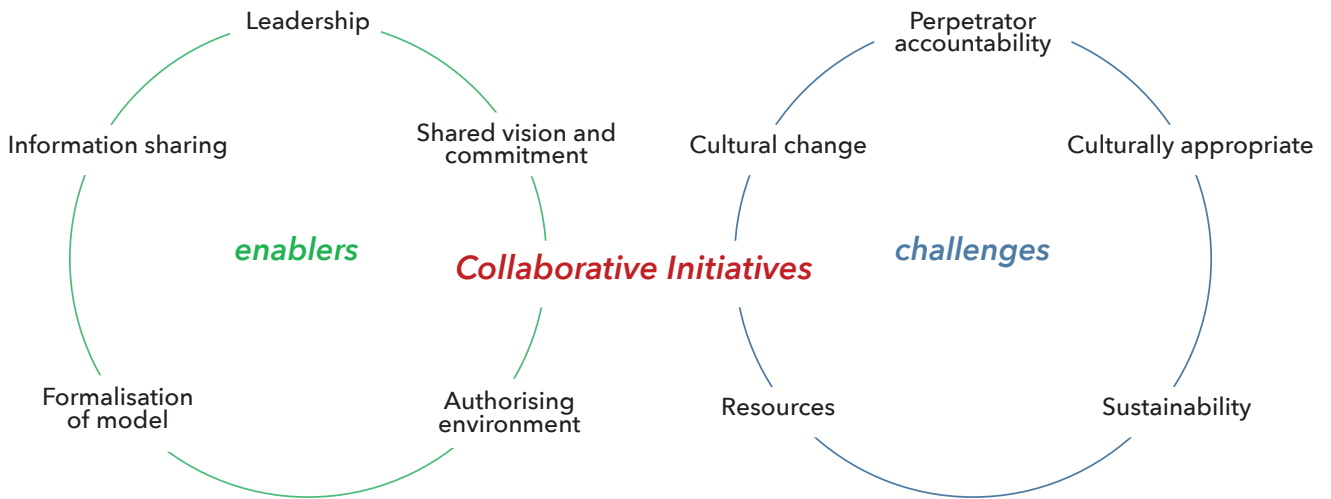 Leadership
Information sharing
Shared vision and
commitment
enablers
Formalisation
of model
Authorising
environment
Collaborative Initiatives
Perpetrator
accountability
Cultural change
Culturally appropriate
challenges
Resources
Sustainability